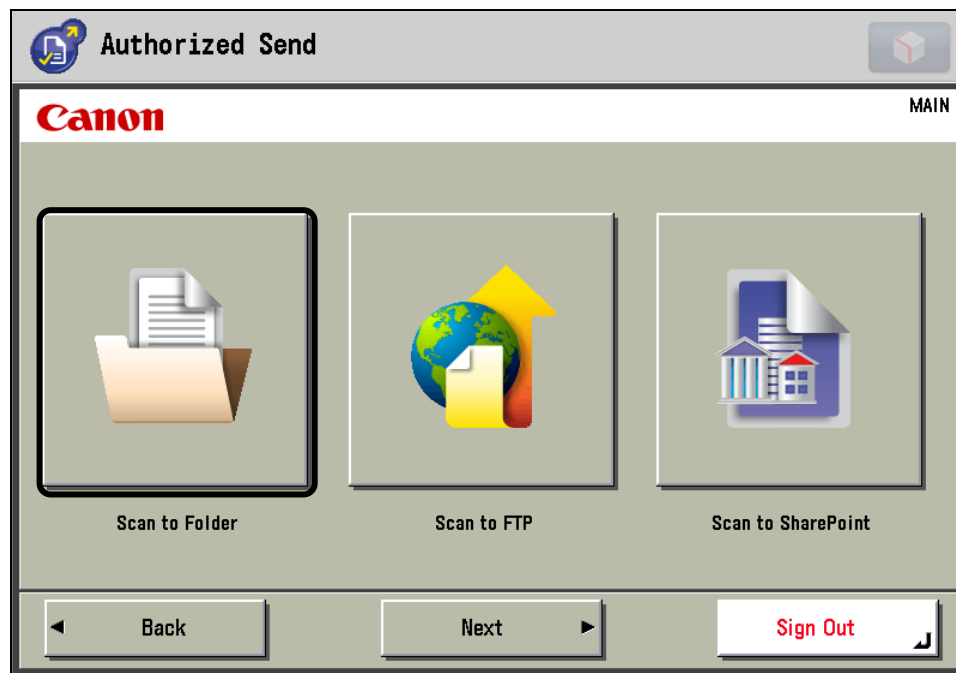 Authorized Send
Canon
MAIN
Scan to Folder
Scan to FTP
Scan to SharePoint
Back
Next
Sign Out